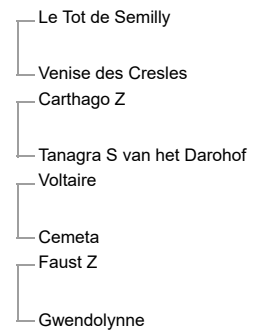 Le Tot de Semilly
Venise des Cresles
Carthago Z
Tanagra S van het Darohof
Voltaire
Cemeta
Faust Z
Gwendolynne